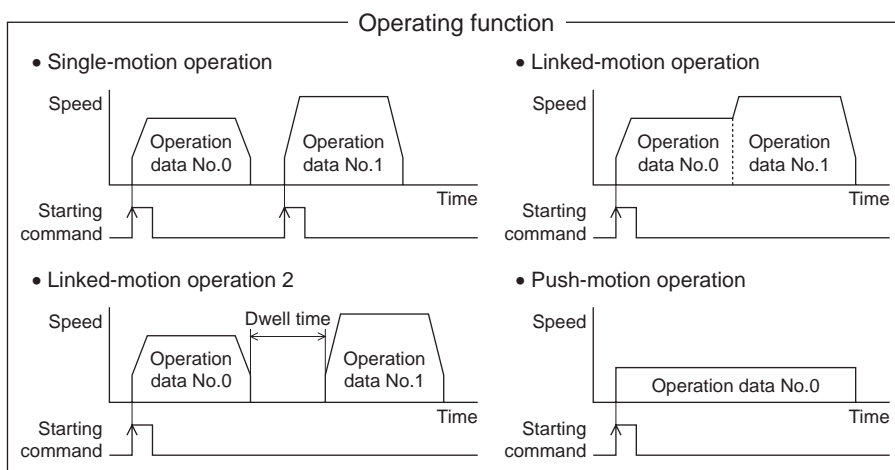 Operating function
• Single-motion operation
Speed
Operation
data No.0
Operation
data No.1
Time
Starting
command
• Linked-motion operation
Speed
Operation
data No.0
Operation
data No.1
Time
Starting
command
• Linked-motion operation 2
Speed
Dwell time
Operation
data No.0
Operation
data No.1
Time
Starting
command
• Push-motion operation
Speed
Operation data No.0
Time
Starting
command